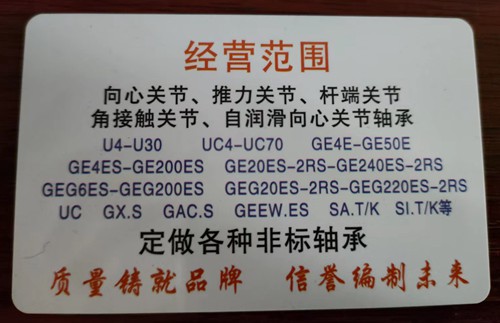 经营范围
向心关节、推力关节、杆端关节
角接触关节、自润滑向心关节轴承
U4-U30 UC4-UC70 GE4E-GE50E
GE4ES-GE200ES GE20ES-2RS-GE240ES-2RS
GEG6ES-GEG200ES GEG20ES-2RS-GEG220ES-2RS
UC GX.S GAC.S GEEW.ES SA.T/K SI.T/K等
定做各种非标轴承
质量铸就品牌 信誉编制未来